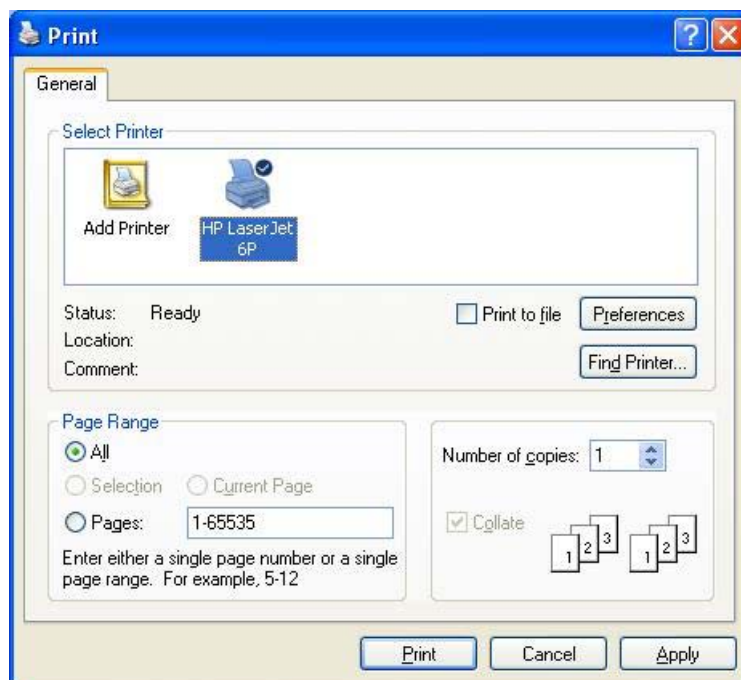 Print
General
Select Printer
Add Printer
HP LaserJet
6P
Status: Ready
Location:
Comment:
Print to file
Preferences
Find Printer...
Page Range
All
Selection
Current Page
Pages: 1-65535
Enter either a single page number or a single
page range. For example, 5-12
Number of copies: 1
Collate
1 2 3 1 2 3
Print
Cancel
Apply